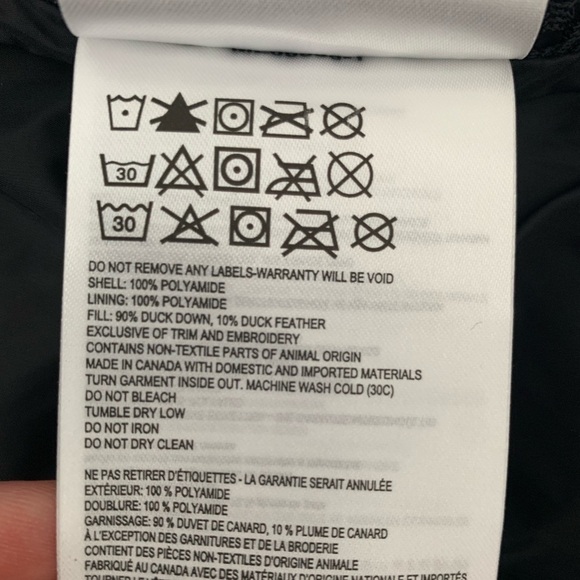 30
30
DO NOT REMOVE ANY LABELS-WARRANTY WILL BE VOID
SHELL: 100% POLYAMIDE
LINING: 100% POLYAMIDE
FILL: 90% DUCK DOWN, 10% DUCK FEATHER
EXCLUSIVE OF TRIM AND EMBROIDERY
CONTAINS NON-TEXTILE PARTS OF ANIMAL ORIGIN
MADE IN CANADA WITH DOMESTIC AND IMPORTED MATERIALS
TURN GARMENT INSIDE OUT. MACHINE WASH COLD (30C)
DO NOT BLEACH
TUMBLE DRY LOW
DO NOT IRON
DO NOT DRY CLEAN
NE PAS RETIRER D'ÉTIQUETTES - LA GARANTIE SERAIT ANNULÉE
EXTÉRIEUR: 100 % POLYAMIDE
DOUBLURE: 100 % POLYAMIDE
GARNISSAGE: 90 % DUVET DE CANARD, 10 % PLUME DE CANARD
À L'EXCEPTION DES GARNITURES ET DE LA BRODERIE
CONTIENT DES PIÈCES NON-TEXTILES D'ORIGINE ANIMALE
FABRIQUÉ AU CANADA AVEC DES MATÉRIAUX D'ORIGINE NATIONALE ET IMPORTÉS
TOURNER